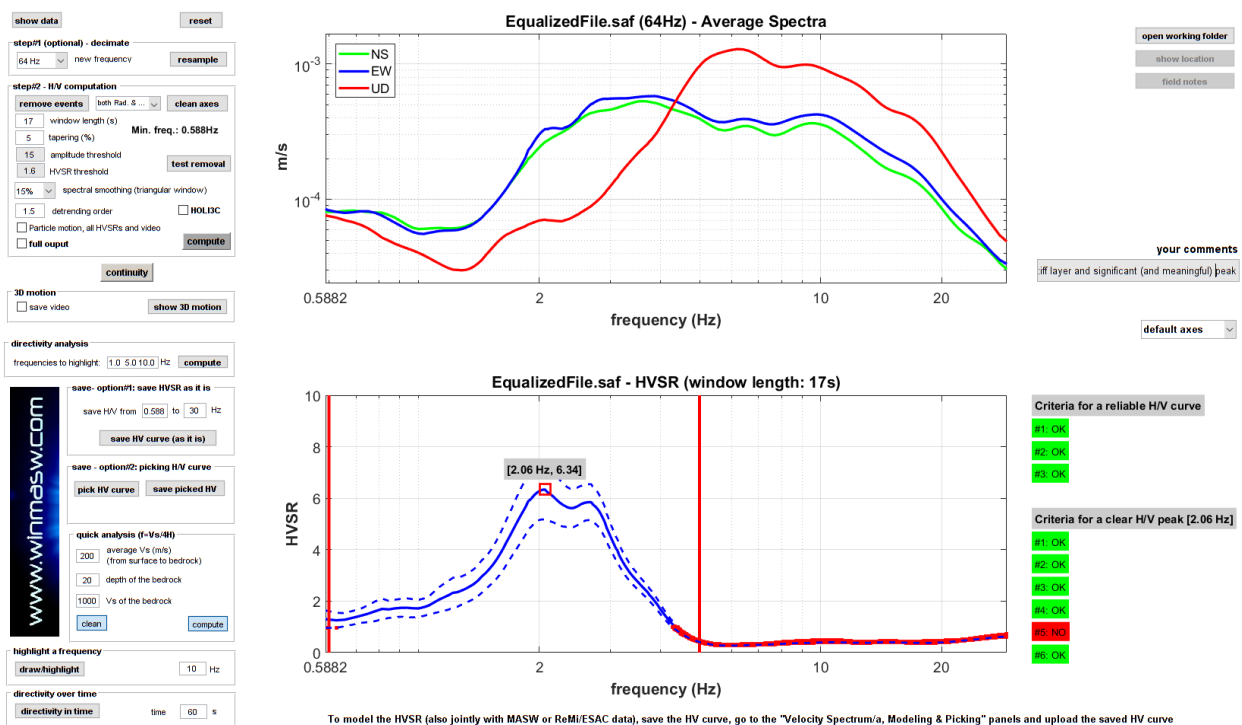 show data
reset
step#1 (optional) - decimate
64 Hz new frequency resample
step#2 - H/V computation
remove events both Rad. & ... clean axes
17 window length (s)
Min. freq.: 0.588Hz
5 tapering (%)
15 amplitude threshold
test removal
1.6 HVSR threshold
15% spectral smoothing (triangular window)
1.5 detrending order HOLI3C
Particle motion, all HVSRs and video
full ouput compute
continuity
3D motion
save video show 3D motion
directivity analysis
frequencies to highlight: 1.0 5.0 10.0 Hz compute
www.winmasw.com
save- option#1: save HVSR as it is
save H/V from 0.588 to 30 Hz
save HV curve (as it is)
save - option#2: picking H/V curve
pick HV curve save picked HV
quick analysis (f=Vs/4H)
200 average Vs (m/s)
(from surface to bedrock)
20 depth of the bedrock
1000 Vs of the bedrock
clean compute
highlight a frequency
draw/highlight 10 Hz
directivity over time
directivity in time time 60 s
EqualizedFile.saf (64Hz) - Average Spectra
NS
EW
UD
10-3
10-4
m/s
0.5882 2 10 20
frequency (Hz)
EqualizedFile.saf - HVSR (window length: 17s)
10
8
6
4
2
0
HVSR
[2.06 Hz, 6.34]
0.5882 2 10 20
frequency (Hz)
To model the HVSR (also jointly with MASW or ReMi/ESAC data), save the HV curve, go to the "Velocity Spectrum/a, Modeling & Picking" panels and upload the saved HV curve
open working folder
show location
field notes
your comments
iff layer and significant (and meaningful) peak
default axes
Criteria for a reliable H/V curve
#1: OK
#2: OK
#3: OK
Criteria for a clear H/V peak [2.06 Hz]
#1: OK
#2: OK
#3: OK
#4: OK
#5: NO
#6: OK